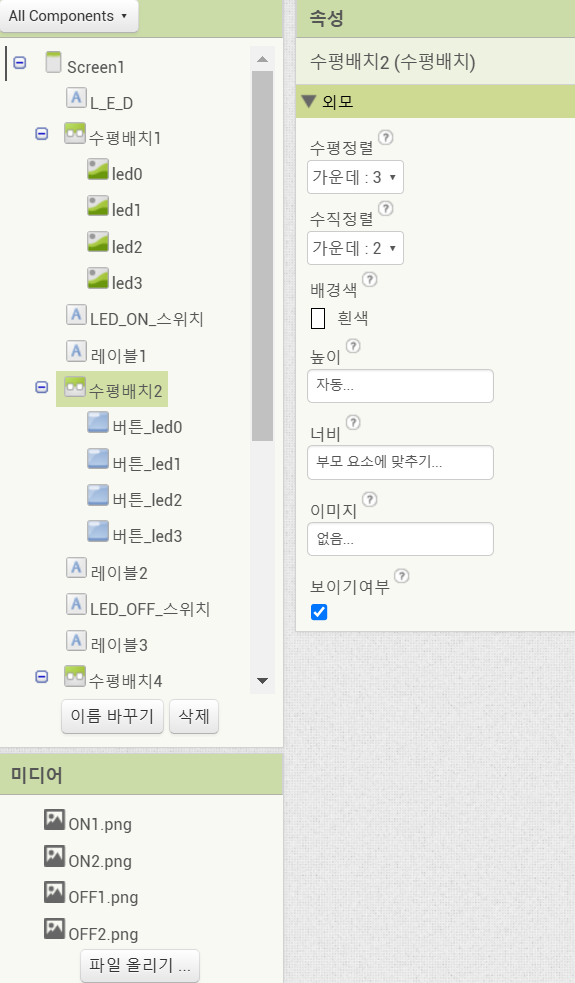 All Components ▾
Screen1
L_E_D
수평배치1
led0
led1
led2
led3
LED_ON_스위치
레이블1
수평배치2
버튼_led0
버튼_led1
버튼_led2
버튼_led3
레이블2
LED_OFF_스위치
레이블3
수평배치4
이름 바꾸기 삭제
미디어
ON1.png
ON2.png
OFF1.png
OFF2.png
파일 올리기 ...
속성
수평배치2 (수평배치)
외모
수평정렬 ?
가운데 : 3 ▾
수직정렬 ?
가운데 : 2 ▾
배경색 ?
흰색
높이 ?
자동...
너비 ?
부모 요소에 맞추기...
이미지 ?
없음...
보이기여부 ?